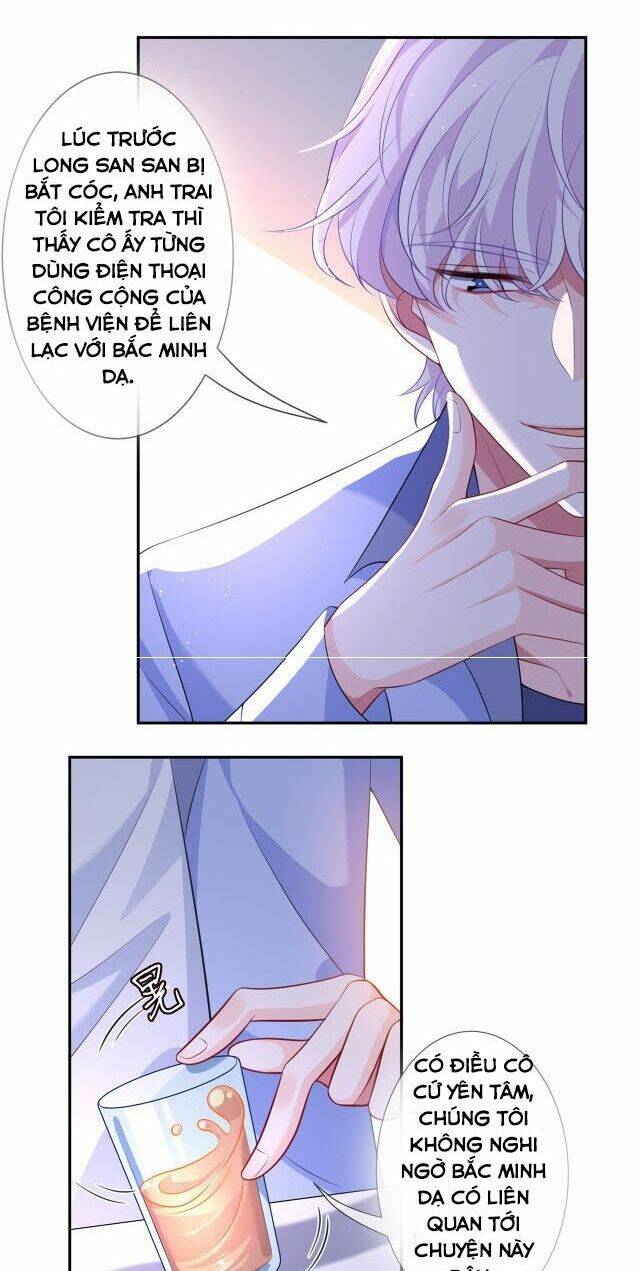 LÚC TRƯỚC
LONG SAN SAN BỊ
BẮT CÓC, ANH TRAI
TÔI KIỂM TRA THÌ
THẤY CÔ ẤY TỪNG
DÙNG ĐIỆN THOẠI
CÔNG CỘNG CỦA
BỆNH VIỆN ĐỂ LIÊN
LẠC VỚI BẮC MINH
DẠ.
晃
CÓ ĐIỀU CÔ
CỨ YÊN TÂM,
CHÚNG TÔI
KHÔNG NGHI
NGỜ BẮC MINH
DẠ CÓ LIÊN
QUAN TỚI
CHUYỆN NÀY